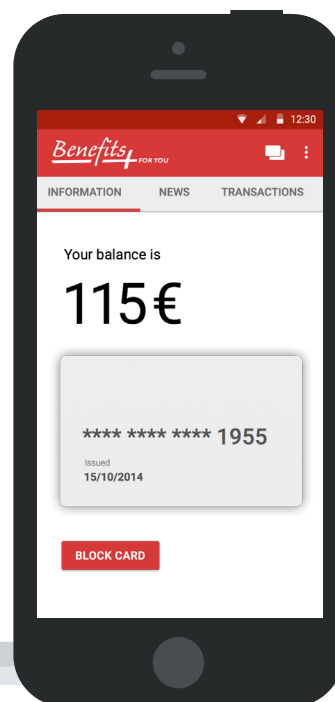 12:30
Benefits
FOR YOU
INFORMATION NEWS TRANSACTIONS
Your balance is
115 €
**** **** **** 1955
Issued
15/10/2014
BLOCK CARD